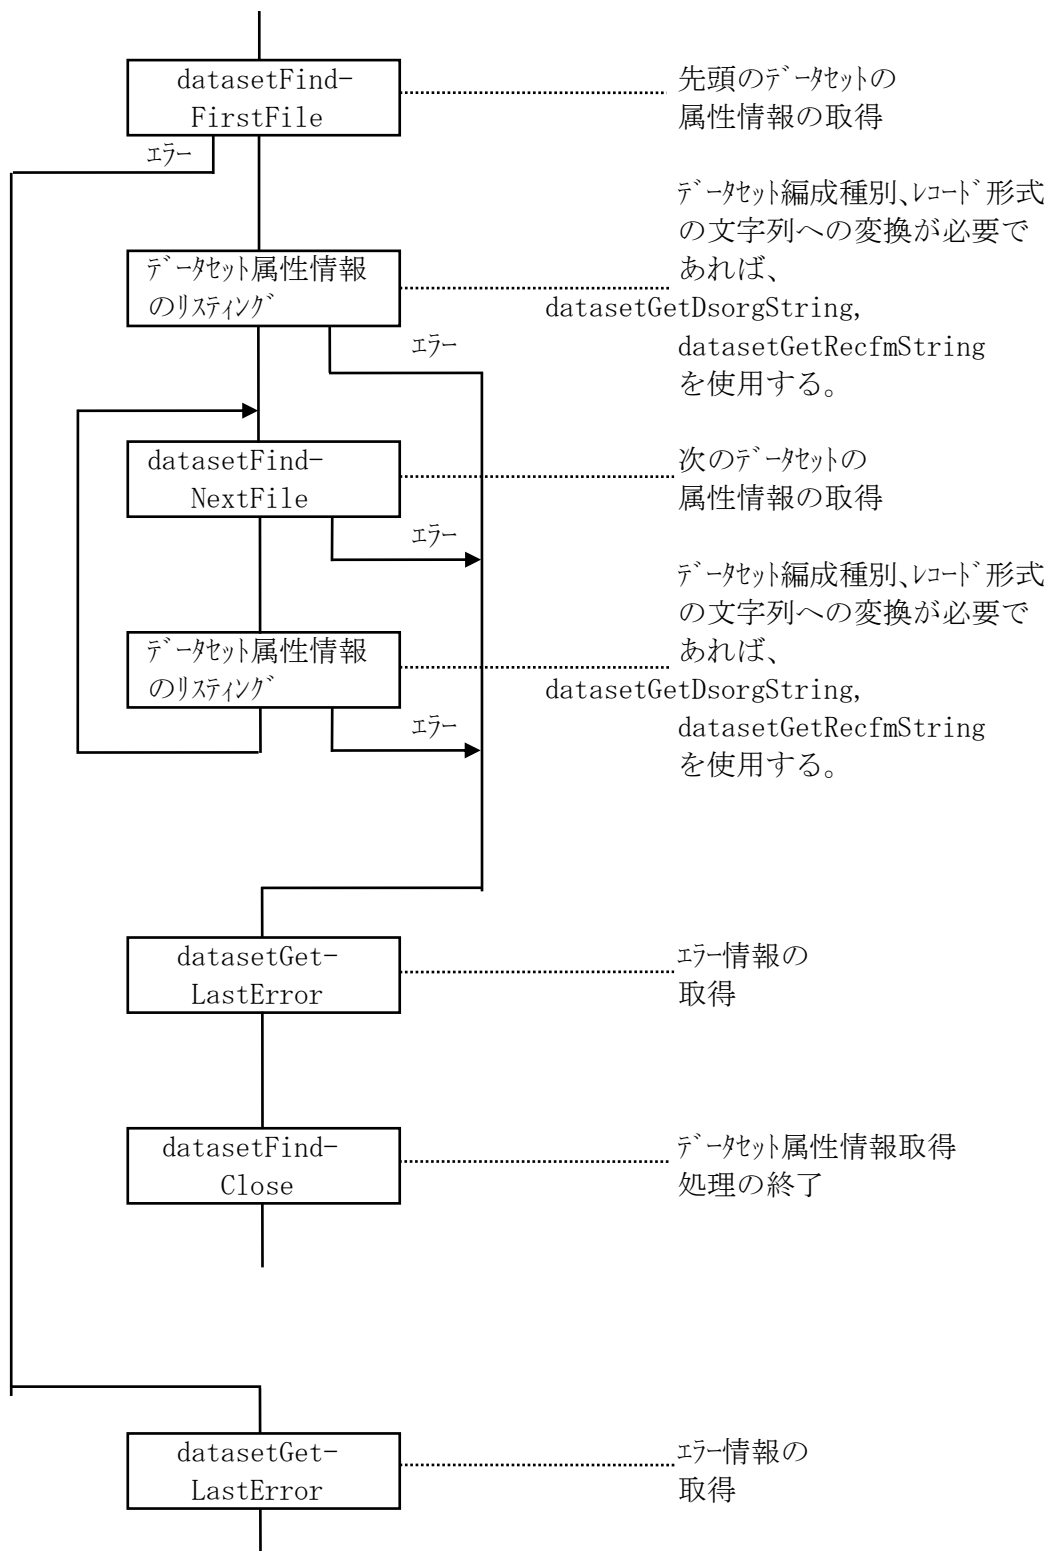 datasetFind-
FirstFile
先頭のﾃﾞｰﾀｾｯﾄの
属性情報の取得
ｴﾗｰ
ﾃﾞｰﾀｾｯﾄ属性情報
のﾘｽﾃｨﾝｸﾞ
ﾃﾞｰﾀｾｯﾄ編成種別､ﾚｺｰﾄﾞ形式
の文字列への変換が必要で
あれば、
datasetGetDsorgString,
datasetGetRecfmString
を使用する。
ｴﾗｰ
datasetFind-
NextFile
次のﾃﾞｰﾀｾｯﾄの
属性情報の取得
ｴﾗｰ
ﾃﾞｰﾀｾｯﾄ属性情報
のﾘｽﾃｨﾝｸﾞ
ﾃﾞｰﾀｾｯﾄ編成種別､ﾚｺｰﾄﾞ形式
の文字列への変換が必要で
あれば、
datasetGetDsorgString,
datasetGetRecfmString
を使用する。
ｴﾗｰ
datasetGet-
LastError
ｴﾗｰ情報の
取得
datasetFind-
Close
ﾃﾞｰﾀｾｯﾄ属性情報取得
処理の終了
datasetGet-
LastError
ｴﾗｰ情報の
取得